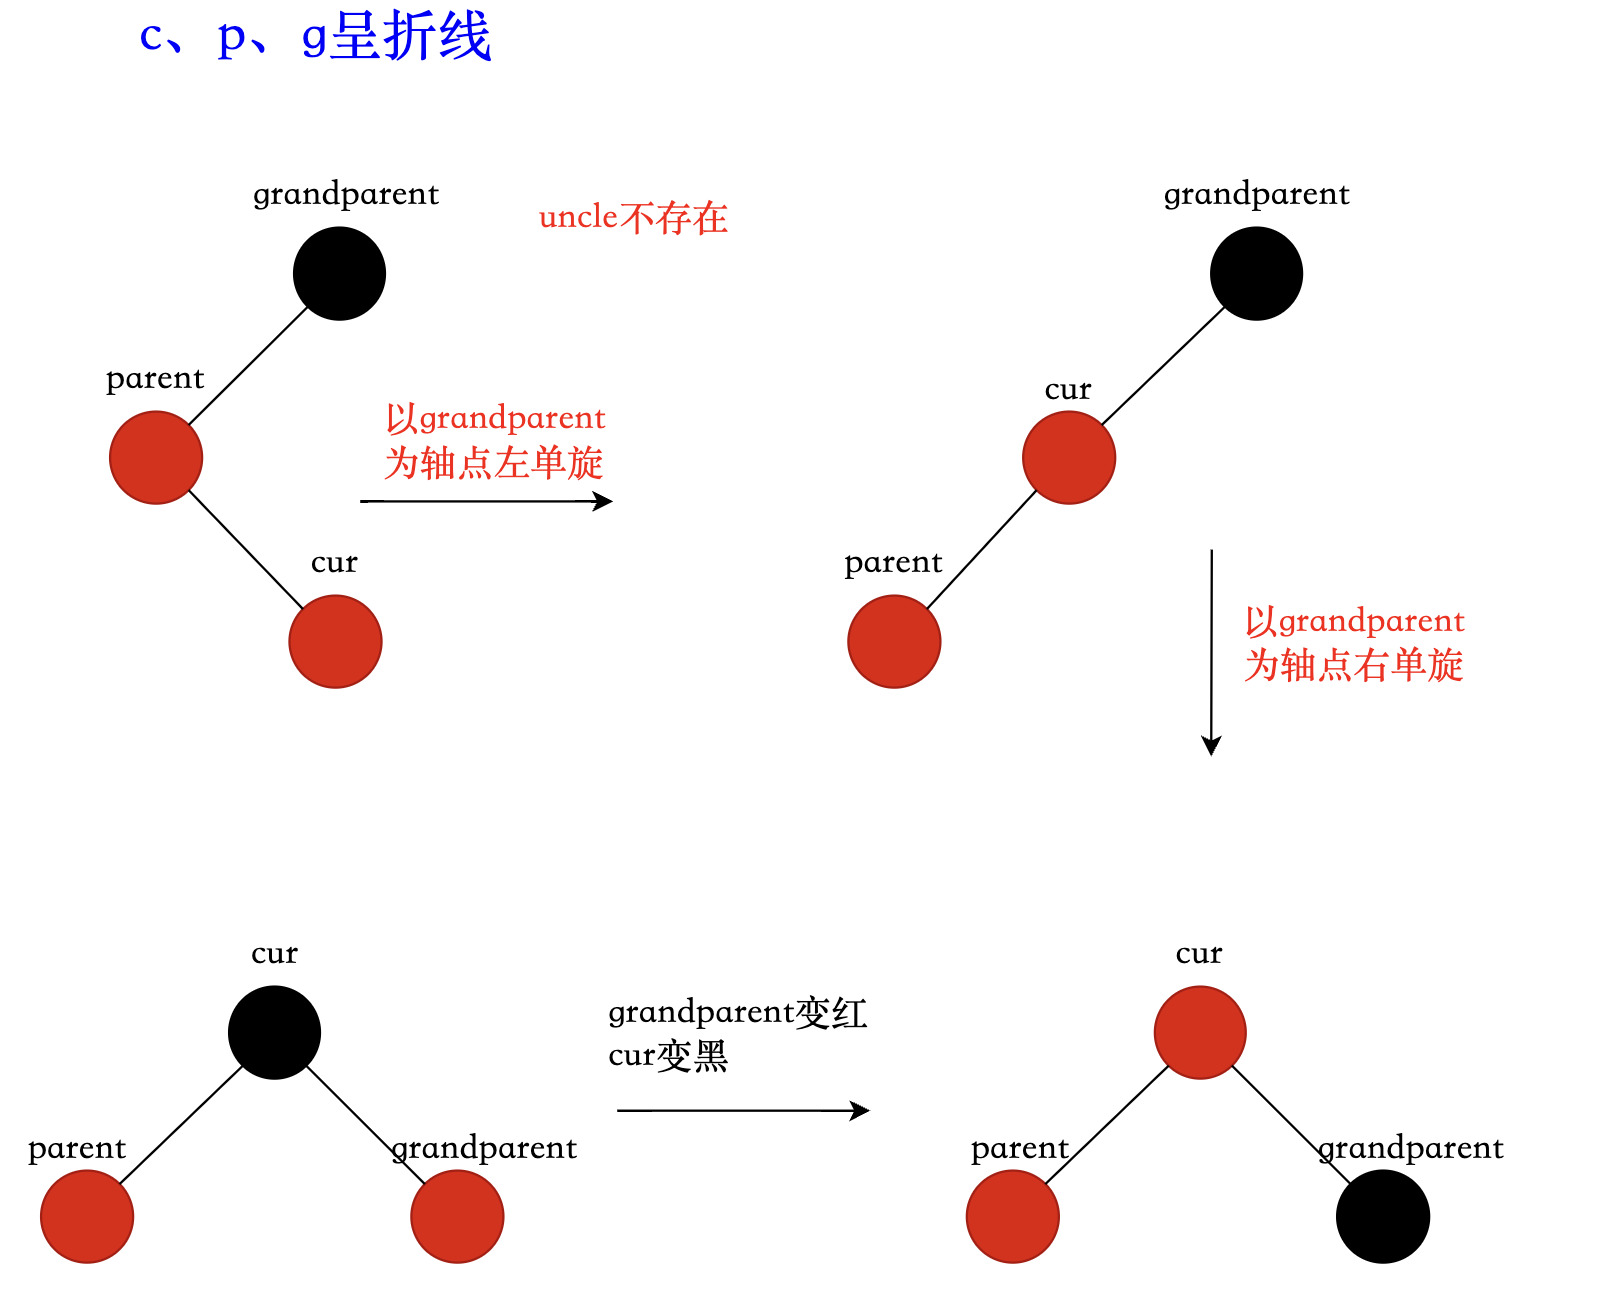 c、p、g呈折线
grandparent
uncle不存在
grandparent
parent
cur
以grandparent
为轴点左单旋
cur
parent
以grandparent
为轴点右单旋
cur
cur
grandparent变红
cur变黑
parent
grandparent
parent
grandparent